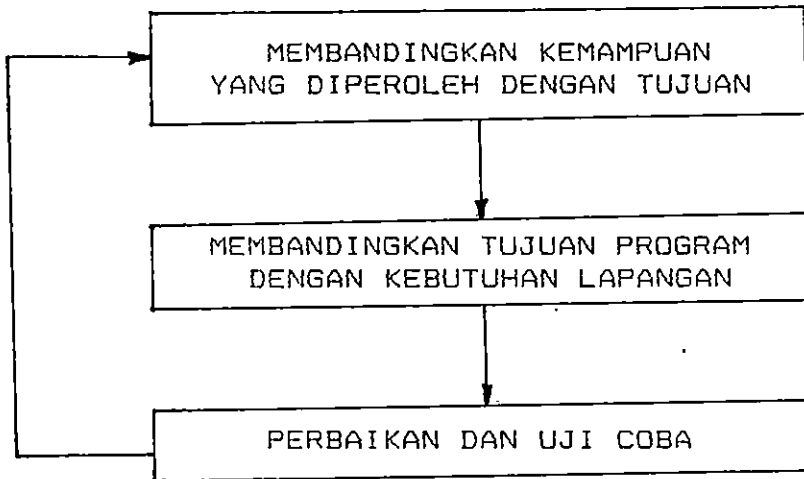 MEMBANDINGKAN KEMAMPUAN
YANG DIPEROLEH DENGAN TUJUAN
MEMBANDINGKAN TUJUAN PROGRAM
DENGAN KEBUTUHAN LAPANGAN
PERBAIKAN DAN UJI COBA